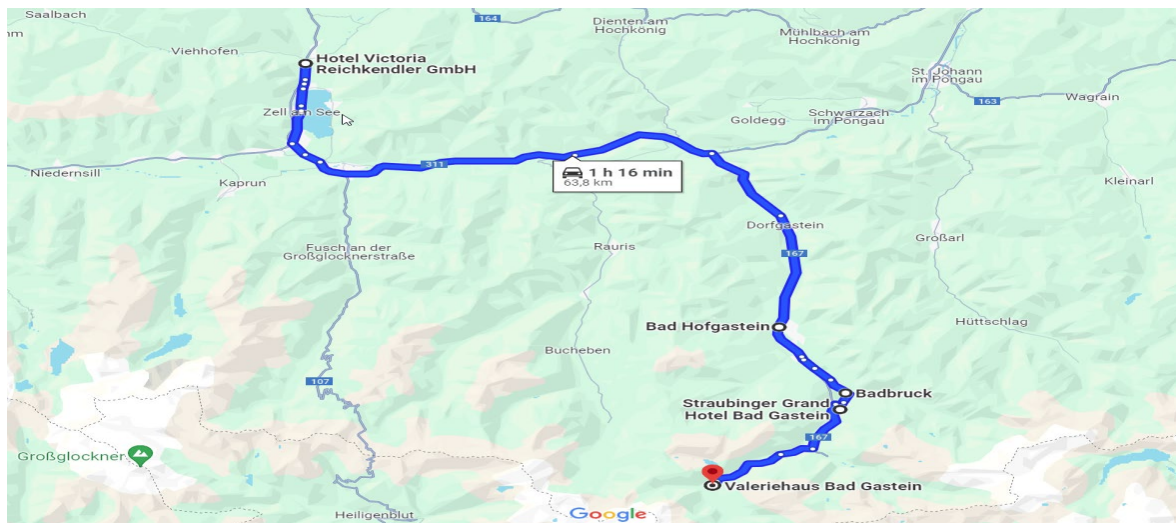 Saalbach
164
Dienten am
Hochkönig
Mühlbach am
Hochkönig
Viehhofen
Hotel Victoria
Reichkendler GmbH
St. Johann
im Pongau
163
Wagrain
Zell am See
Goldegg
Schwarzach
im Pongau
Niedernsill
Kaprun
311
1 h 16 min
63,8 km
Kleinarl
Dorfgastein
Großarl
Fusch an der
Großglocknerstraße
Rauris
167
Bad Hofgastein
Hüttschlag
Bucheben
107
Badbruck
Straubinger Grand
Hotel Bad Gastein
167
Großglockner
Valeriehaus Bad Gastein
Heiligenblut
Google